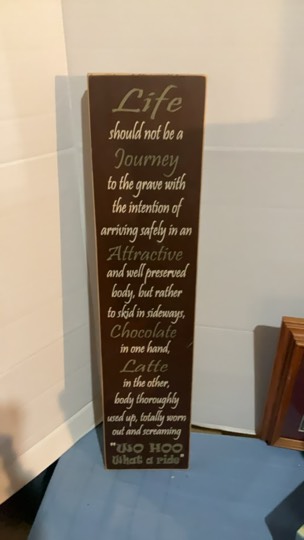 Life
should not be a
Journey
to the grave with
the intention of
arriving safely in an
Attractive
and well preserved
body, but rather
to skid in sideways,
Chocolate
in one hand,
Latte
in the other,
body thoroughly
used up, totally worn
out and screaming
"WO HOO
What a ride"